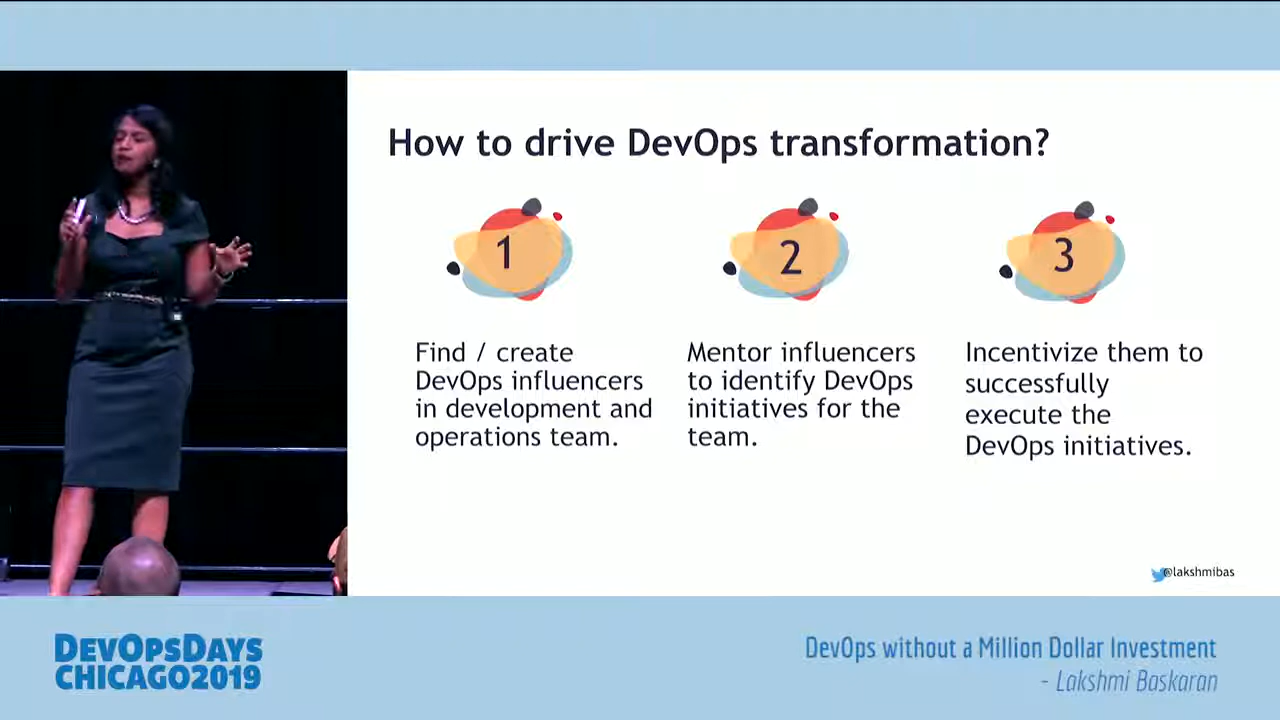 How to drive DevOps transformation?
1
2
3
Find / create
DevOps influencers
in development and
operations team.
Mentor influencers
to identify DevOps
initiatives for the
team.
Incentivize them to
successfully
execute the
DevOps initiatives.
@lakshmibas
DEVOPSDAYS
CHICAGO2019
DevOps without a Million Dollar Investment
- Lakshmi Baskaran